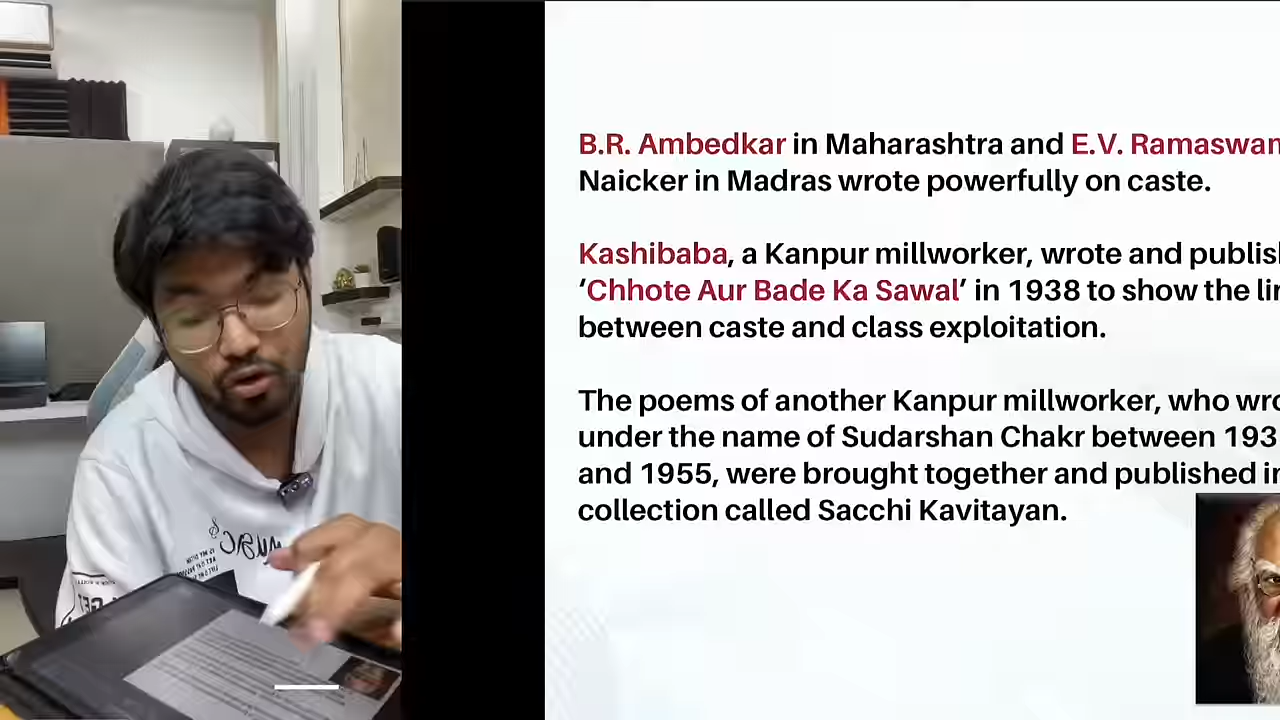 B.R. Ambedkar in Maharashtra and E.V. Ramaswam
Naicker in Madras wrote powerfully on caste.
Kashibaba, a Kanpur millworker, wrote and publis
‘Chhote Aur Bade Ka Sawal’ in 1938 to show the lin
between caste and class exploitation.
The poems of another Kanpur millworker, who wro
under the name of Sudarshan Chakr between 193
and 1955, were brought together and published in
collection called Sacchi Kavitayan.